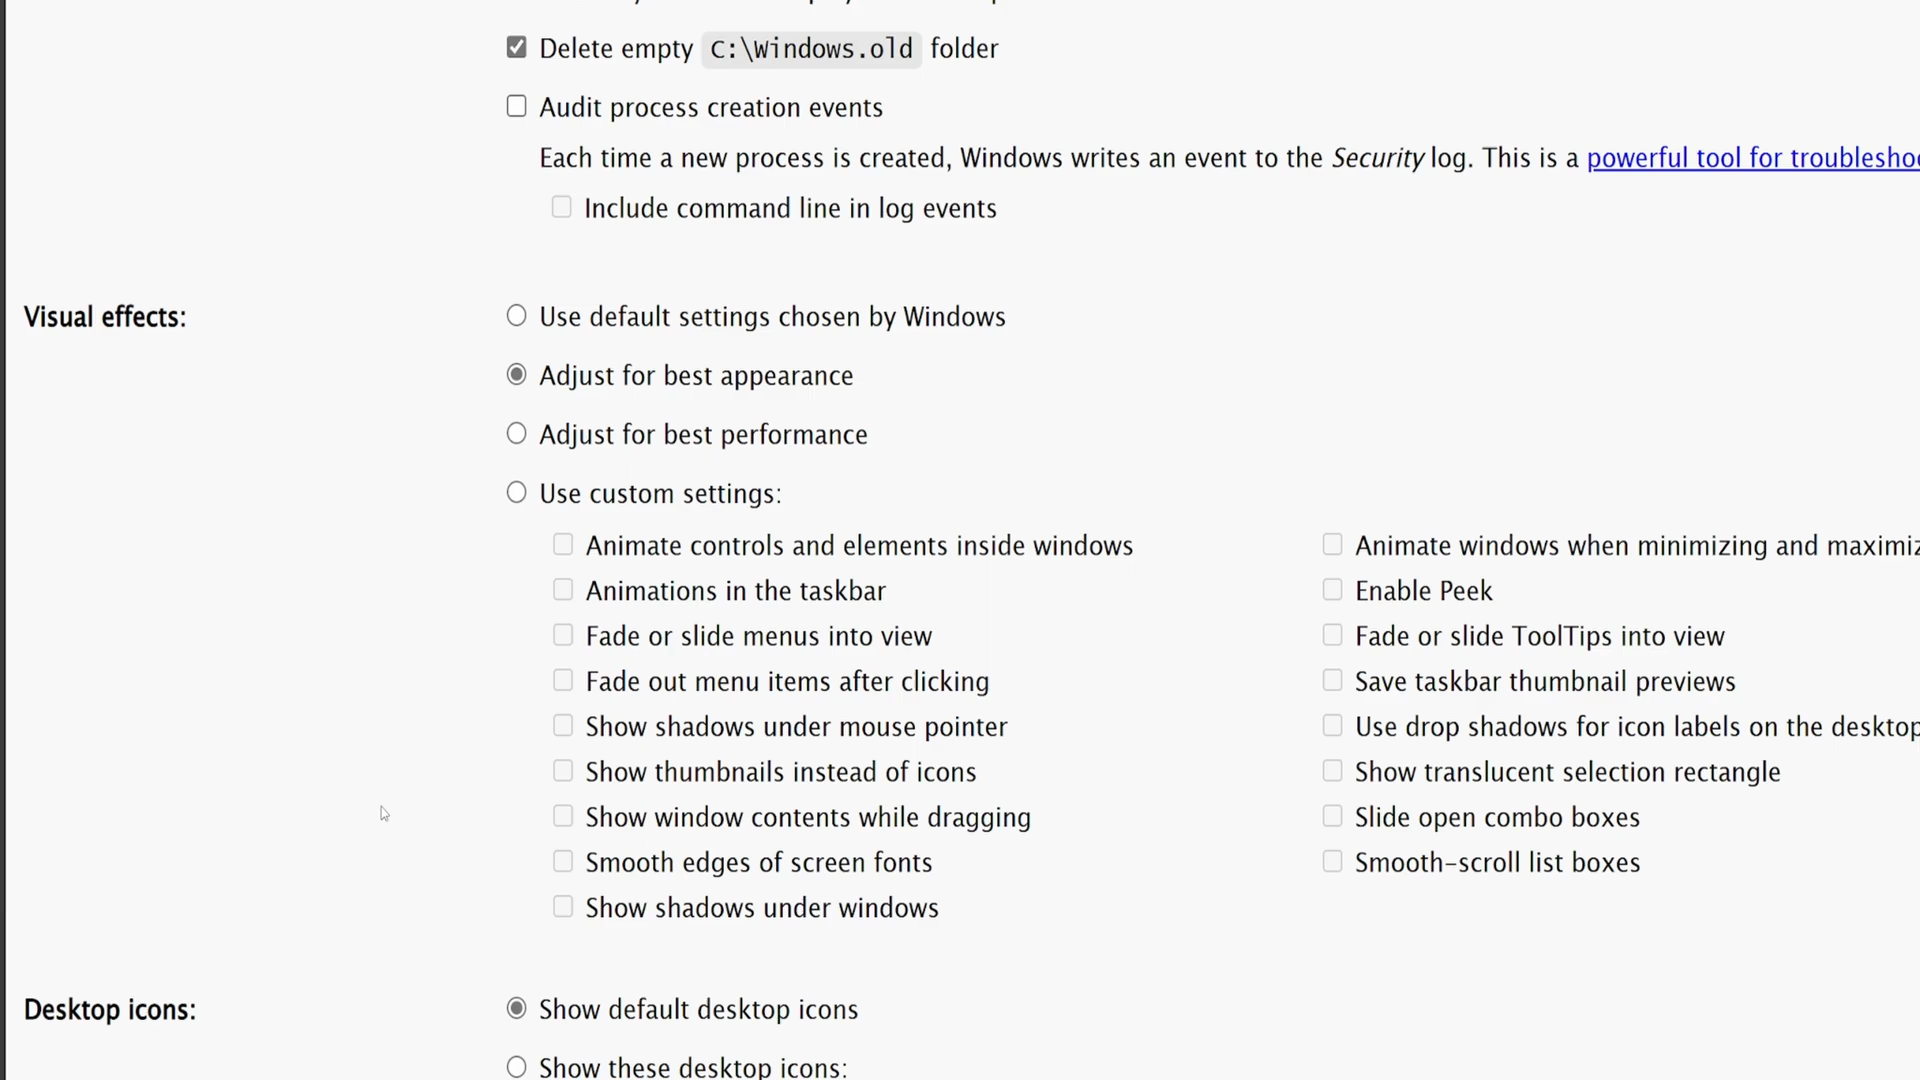 Delete empty C:\Windows.old folder
Audit process creation events
Each time a new process is created, Windows writes an event to the Security log. This is a powerful tool for
Include command line in log events
Visual effects:
Use default settings chosen by Windows
Adjust for best appearance
Adjust for best performance
Use custom settings:
Animate controls and elements inside windows
Animate windows when minimizing and
Animations in the taskbar
Enable Peek
Fade or slide menus into view
Fade or slide ToolTips into view
Fade out menu items after clicking
Save taskbar thumbnail previews
Show shadows under mouse pointer
Use drop shadows for icon labels on the desktop
Show thumbnails instead of icons
Show translucent selection rectangle
Show window contents while dragging
Slide open combo boxes
Smooth edges of screen fonts
Smooth-scroll list boxes
Show shadows under windows
Desktop icons:
Show default desktop icons
Show these desktop icons: